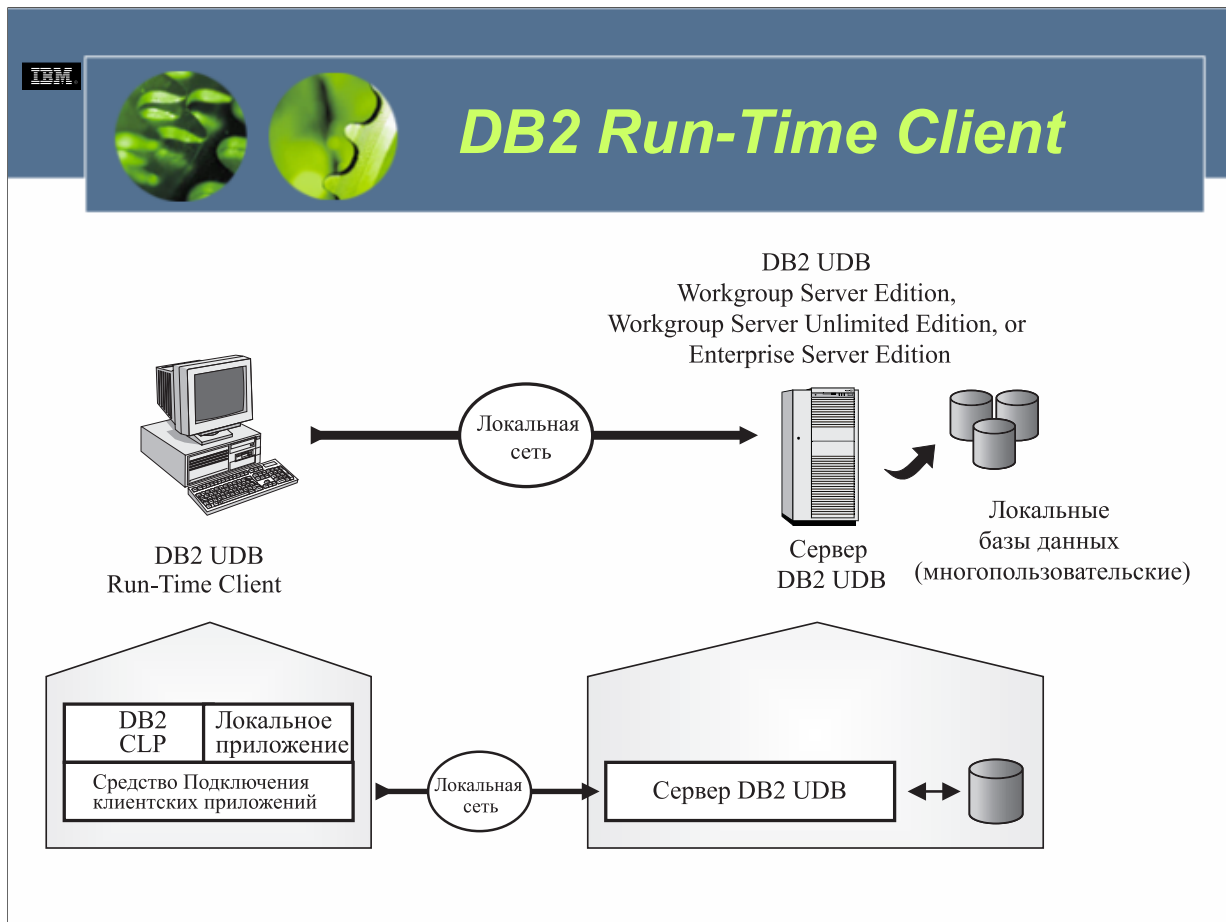 IBM
DB2 Run-Time Client
DB2 UDB
Workgroup Server Edition,
Workgroup Server Unlimited Edition, or
Enterprise Server Edition
Локальная
сеть
DB2 UDB
Run-Time Client
Сервер
DB2 UDB
Локальные
базы данных
(многопользовательские)
DB2
CLP
Локальное
приложение
Средство Подключения
клиентских приложений
Локальная
сеть
Сервер DB2 UDB